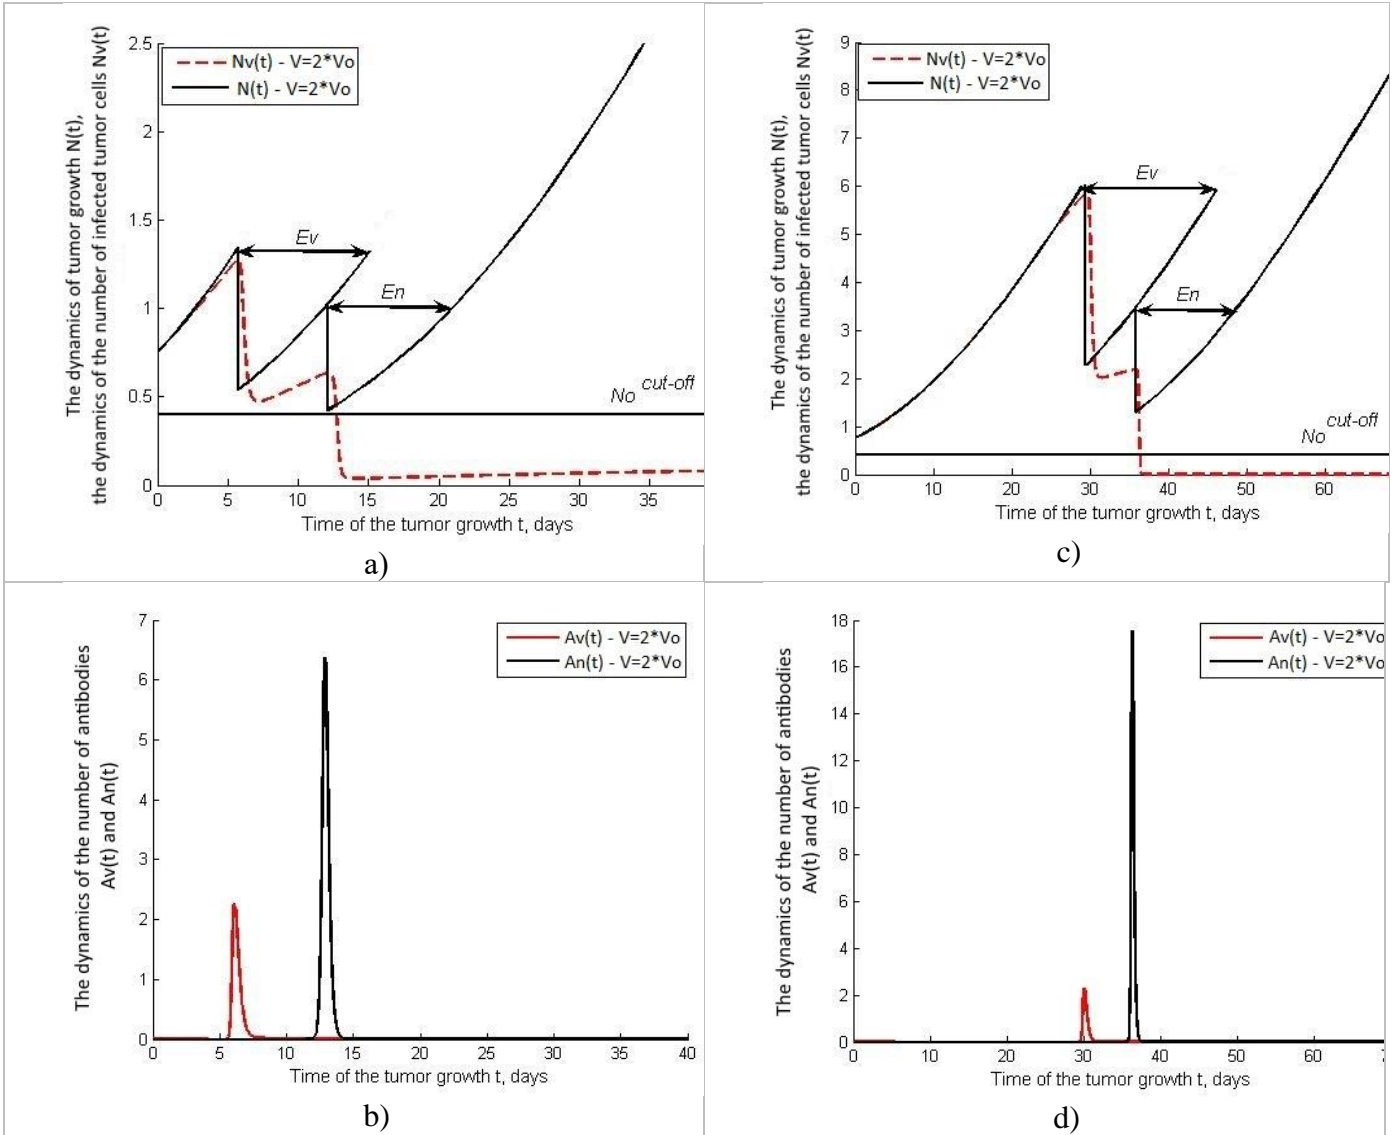 The dynamics of tumor growth N(t),
the dynamics of the number of infected tumor cells Nv(t)
2.5
2
1.5
1
0.5
0
Nv(t) - V=2*Vo
N(t) - V=2*Vo
Ev
En
No cut-off
0 5 10 15 20 25 30 35
Time of the tumor growth t, days
a)
The dynamics of tumor growth N(t),
the dynamics of the number of infected tumor cells Nv(t)
9
8
7
6
5
4
3
2
1
0
Nv(t) - V=2*Vo
N(t) - V=2*Vo
Ev
En
No cut-off
0 10 20 30 40 50 60
Time of the tumor growth t, days
c)
The dynamics of the number of antibodies
Av(t) and An(t)
7
6
5
4
3
2
1
0
Av(t) - V=2*Vo
An(t) - V=2*Vo
0 5 10 15 20 25 30 35 40
Time of the tumor growth t, days
b)
The dynamics of the number of antibodies
Av(t) and An(t)
18
16
14
12
10
8
6
4
2
0
Av(t) - V=2*Vo
An(t) - V=2*Vo
0 10 20 30 40 50 60
Time of the tumor growth t, days
d)